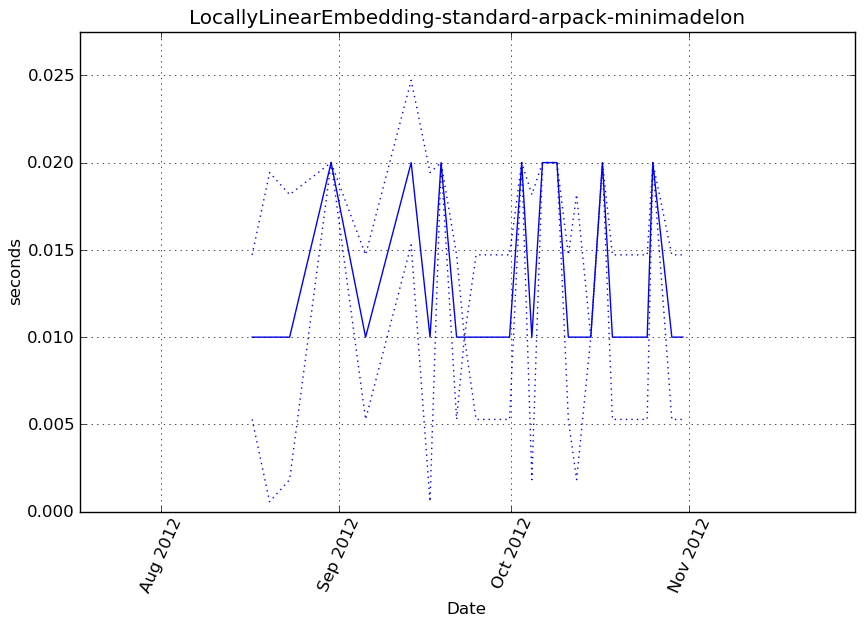 LocallyLinearEmbedding-standard-arpack-minimadelon
0.025
0.020
0.015
0.010
0.005
0.000
seconds
Aug 2012
Sep 2012
Oct 2012
Nov 2012
Date